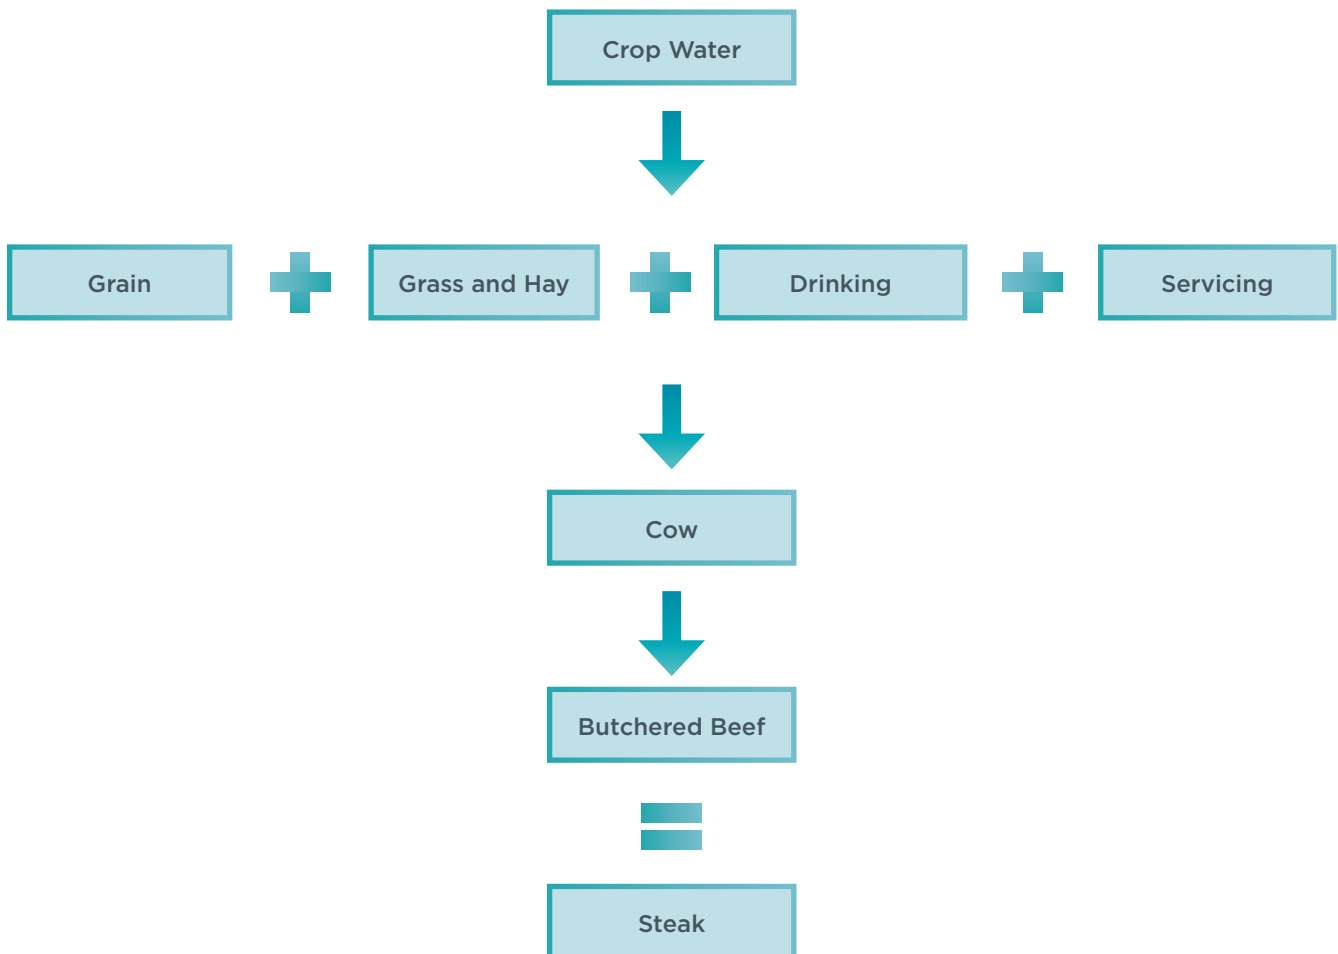 Crop Water
Grain
Grass and Hay
Drinking
Servicing
Cow
Butchered Beef
Steak